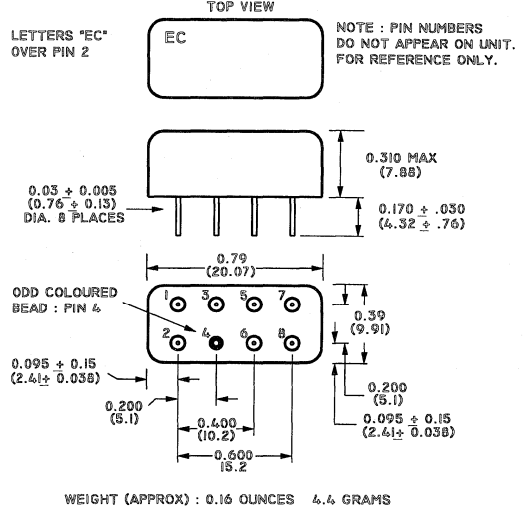 TOP VIEW
LETTERS "EC"
OVER PIN 2
EC
NOTE : PIN NUMBERS
DO NOT APPEAR ON UNIT.
FOR REFERENCE ONLY.
0.310 MAX
(7.88)
0.03 ± 0.005
(0.76 ± 0.13)
DIA. 8 PLACES
0.170 ± .030
(4.32 ± .76)
0.79
(20.07)
ODD COLOURED
BEAD : PIN 4
1 3 5 7
2 4 6 8
0.39
(9.91)
0.095 ± 0.15
(2.41± 0.038)
0.200
(5.1)
0.200
(5.1)
0.400
(10.2)
0.095 ± 0.15
(2.41± 0.038)
0.600
15.2
WEIGHT (APPROX) : 0.16 OUNCES 4.4 GRAMS